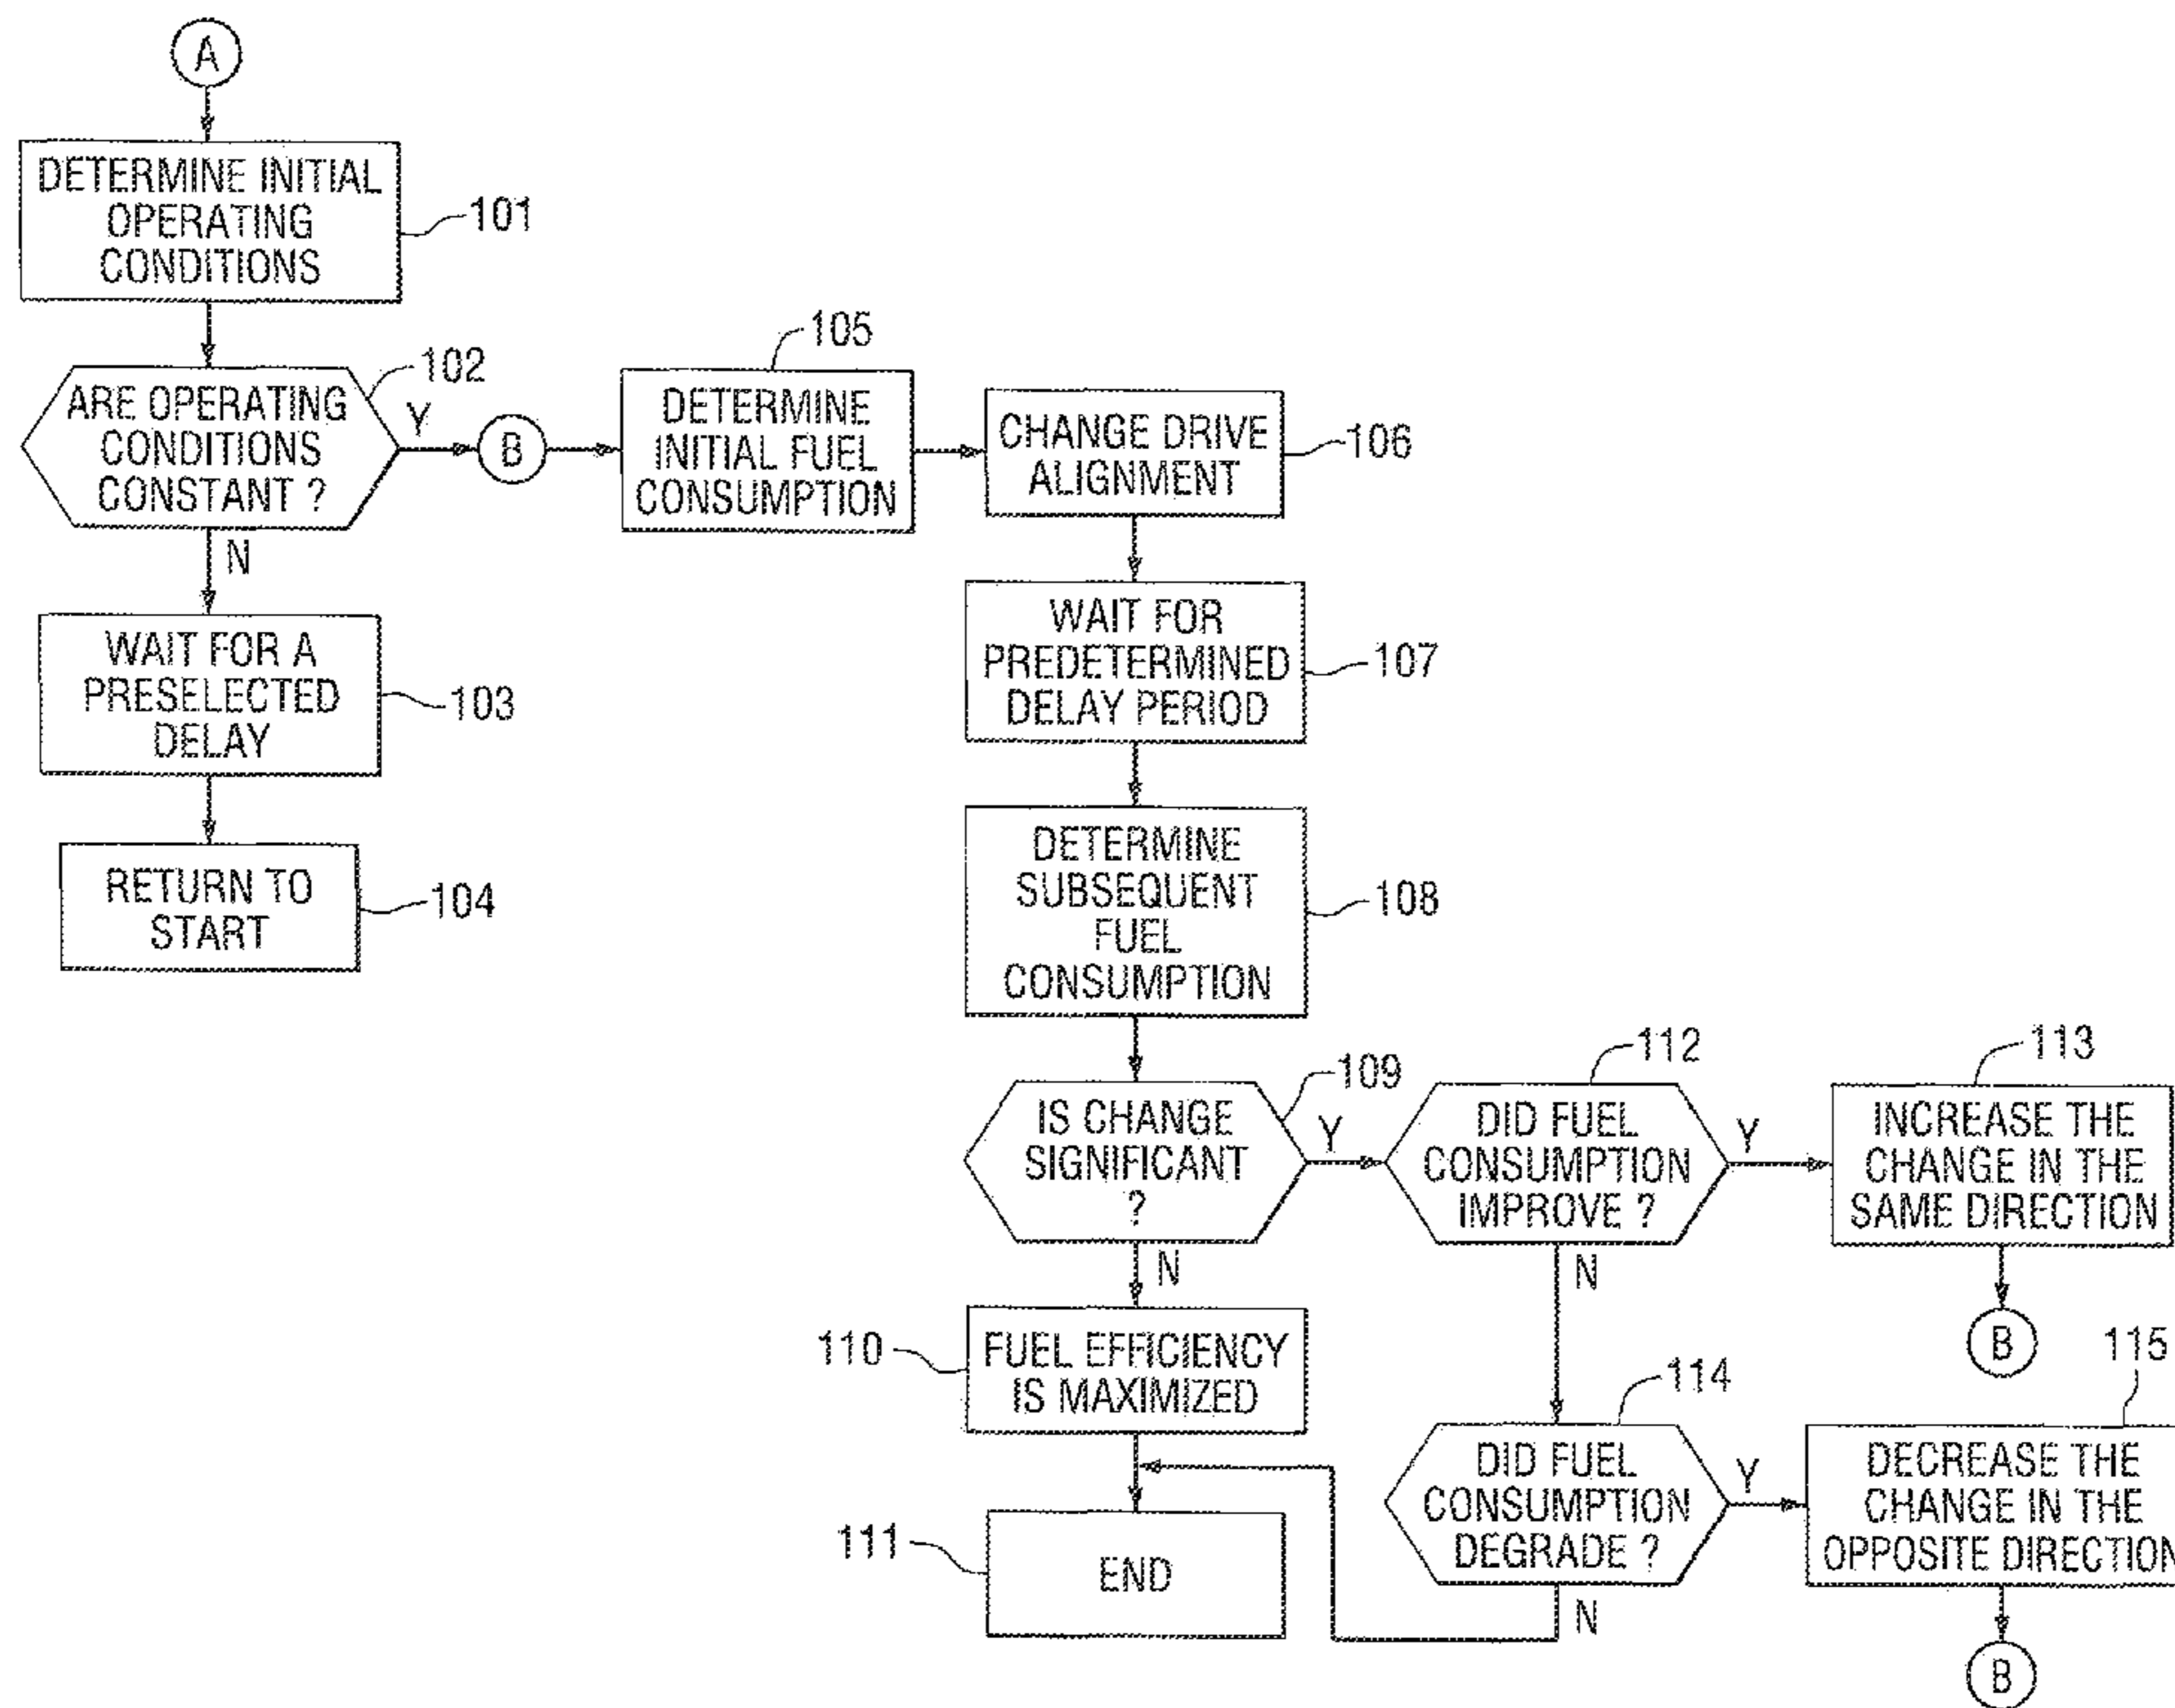 A
DETERMINE INITIAL
OPERATING
CONDITIONS
101
ARE OPERATING
CONDITIONS
CONSTANT ?
102
Y
N
B
WAIT FOR A
PRESELECTED
DELAY
103
RETURN TO
START
104
105
DETERMINE
INITIAL FUEL
CONSUMPTION
CHANGE DRIVE
ALIGNMENT
106
WAIT FOR
PREDETERMINED
DELAY PERIOD
107
DETERMINE
SUBSEQUENT
FUEL
CONSUMPTION
108
IS CHANGE
SIGNIFICANT
?
109
Y
N
110
FUEL EFFICIENCY
IS MAXIMIZED
111
END
112
DID FUEL
CONSUMPTION
IMPROVE ?
Y
N
113
INCREASE THE
CHANGE IN THE
SAME DIRECTION
B
114
DID FUEL
CONSUMPTION
DEGRADE ?
Y
N
115
DECREASE THE
CHANGE IN THE
OPPOSITE DIRECTION
B